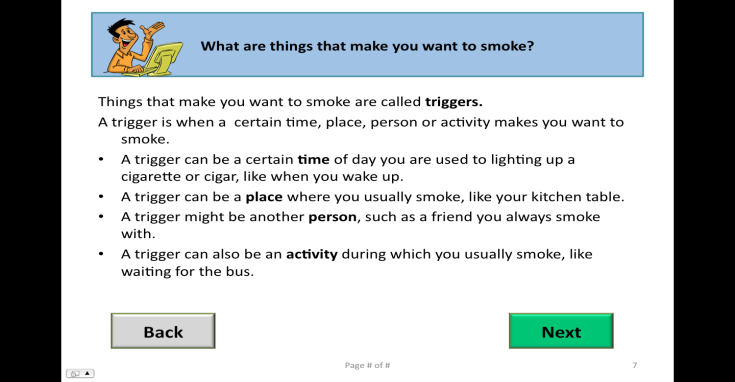 What are things that make you want to smoke?
Things that make you want to smoke are called triggers.
A trigger is when a  certain time, place, person or activity makes you want to
smoke.
• A trigger can be a certain time of day you are used to lighting up a
cigarette or cigar, like when you wake up.
• A trigger can be a place where you usually smoke, like your kitchen table.
• A trigger might be another person, such as a friend you always smoke
with.
• A trigger can also be an activity during which you usually smoke, like
waiting for the bus.
Back
Next
Page # of #
7